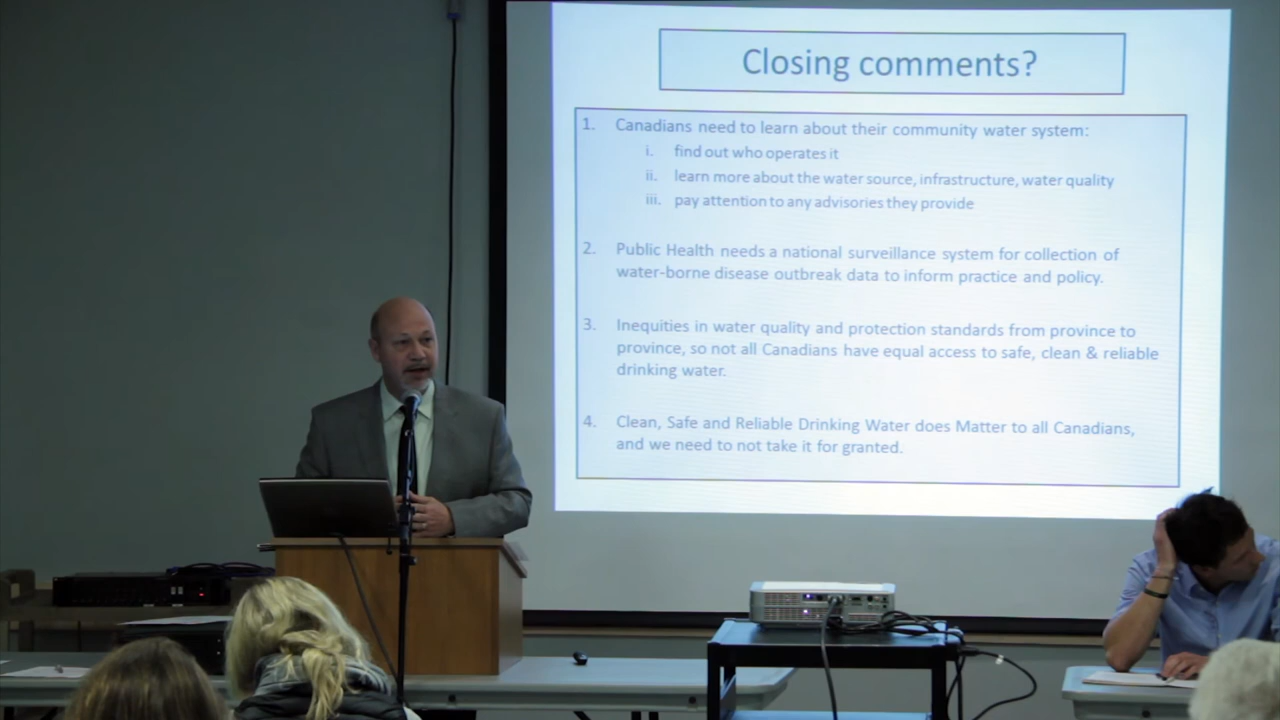 Closing comments?
1. Canadians need to learn about their community water system:
i. find out who operates it
ii. learn more about the water source, infrastructure, water quality
iii. pay attention to any advisories they provide
2. Public Health needs a national surveillance system for collection of
water-borne disease outbreak data to inform practice and policy.
3. Inequities in water quality and protection standards from province to
province, so not all Canadians have equal access to safe, clean & reliable
drinking water.
4. Clean, Safe and Reliable Drinking Water does Matter to all Canadians,
and we need to not take it for granted.